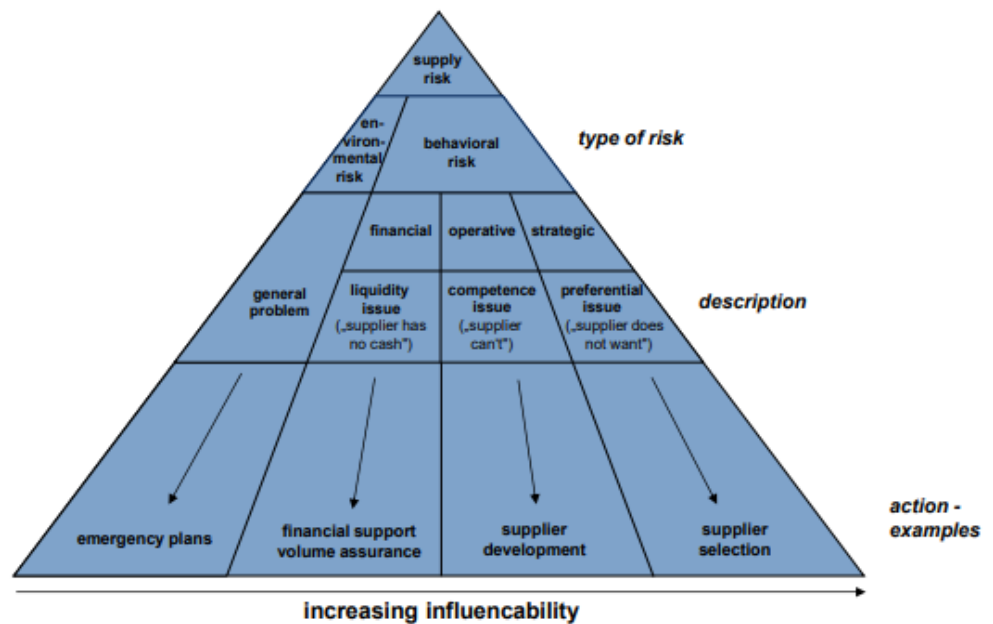 supply
risk
en-
viron-
mental
risk
behavioral
risk
type of risk
financial
operative
strategic
general
problem
liquidity
issue
(„supplier has
no cash")
competence
issue
(„supplier
can't")
preferential
issue
(„supplier does
not want")
description
emergency plans
financial support
volume assurance
supplier
development
supplier
selection
action -
examples
increasing influencability